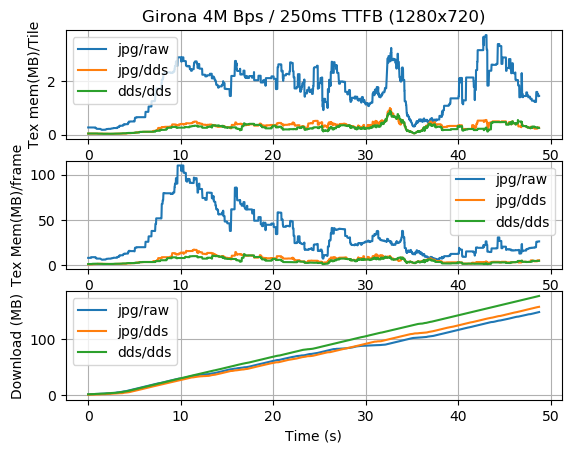 Girona 4M Bps / 250ms TTFB (1280x720)
Tex mem(MB)/Tile
2
0
jpg/raw
jpg/dds
dds/dds
0 10 20 30 40 50
Tex Mem(MB)/frame
100
50
0
jpg/raw
jpg/dds
dds/dds
0 10 20 30 40 50
Download (MB)
100
0
jpg/raw
jpg/dds
dds/dds
0 10 20 30 40 50
Time (s)